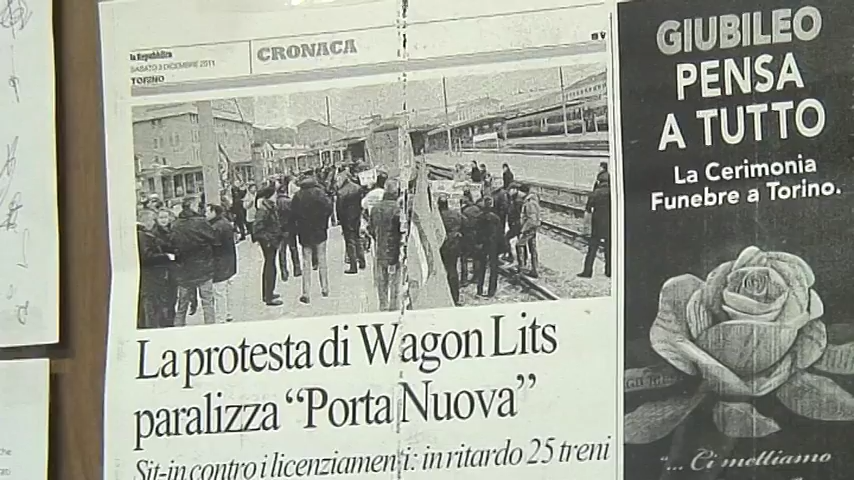 la Repubblica
SABATO 3 DICEMBRE 2011
TORINO
CRONACA
La protesta di Wagon Lits
paralizza “Porta Nuova”
Sit-in contro i licenziamenti: in ritardo 25 treni
GIUBILEO
PENSA
A TUTTO
La Cerimonia
Funebre a Torino.
“... Ci mettiamo